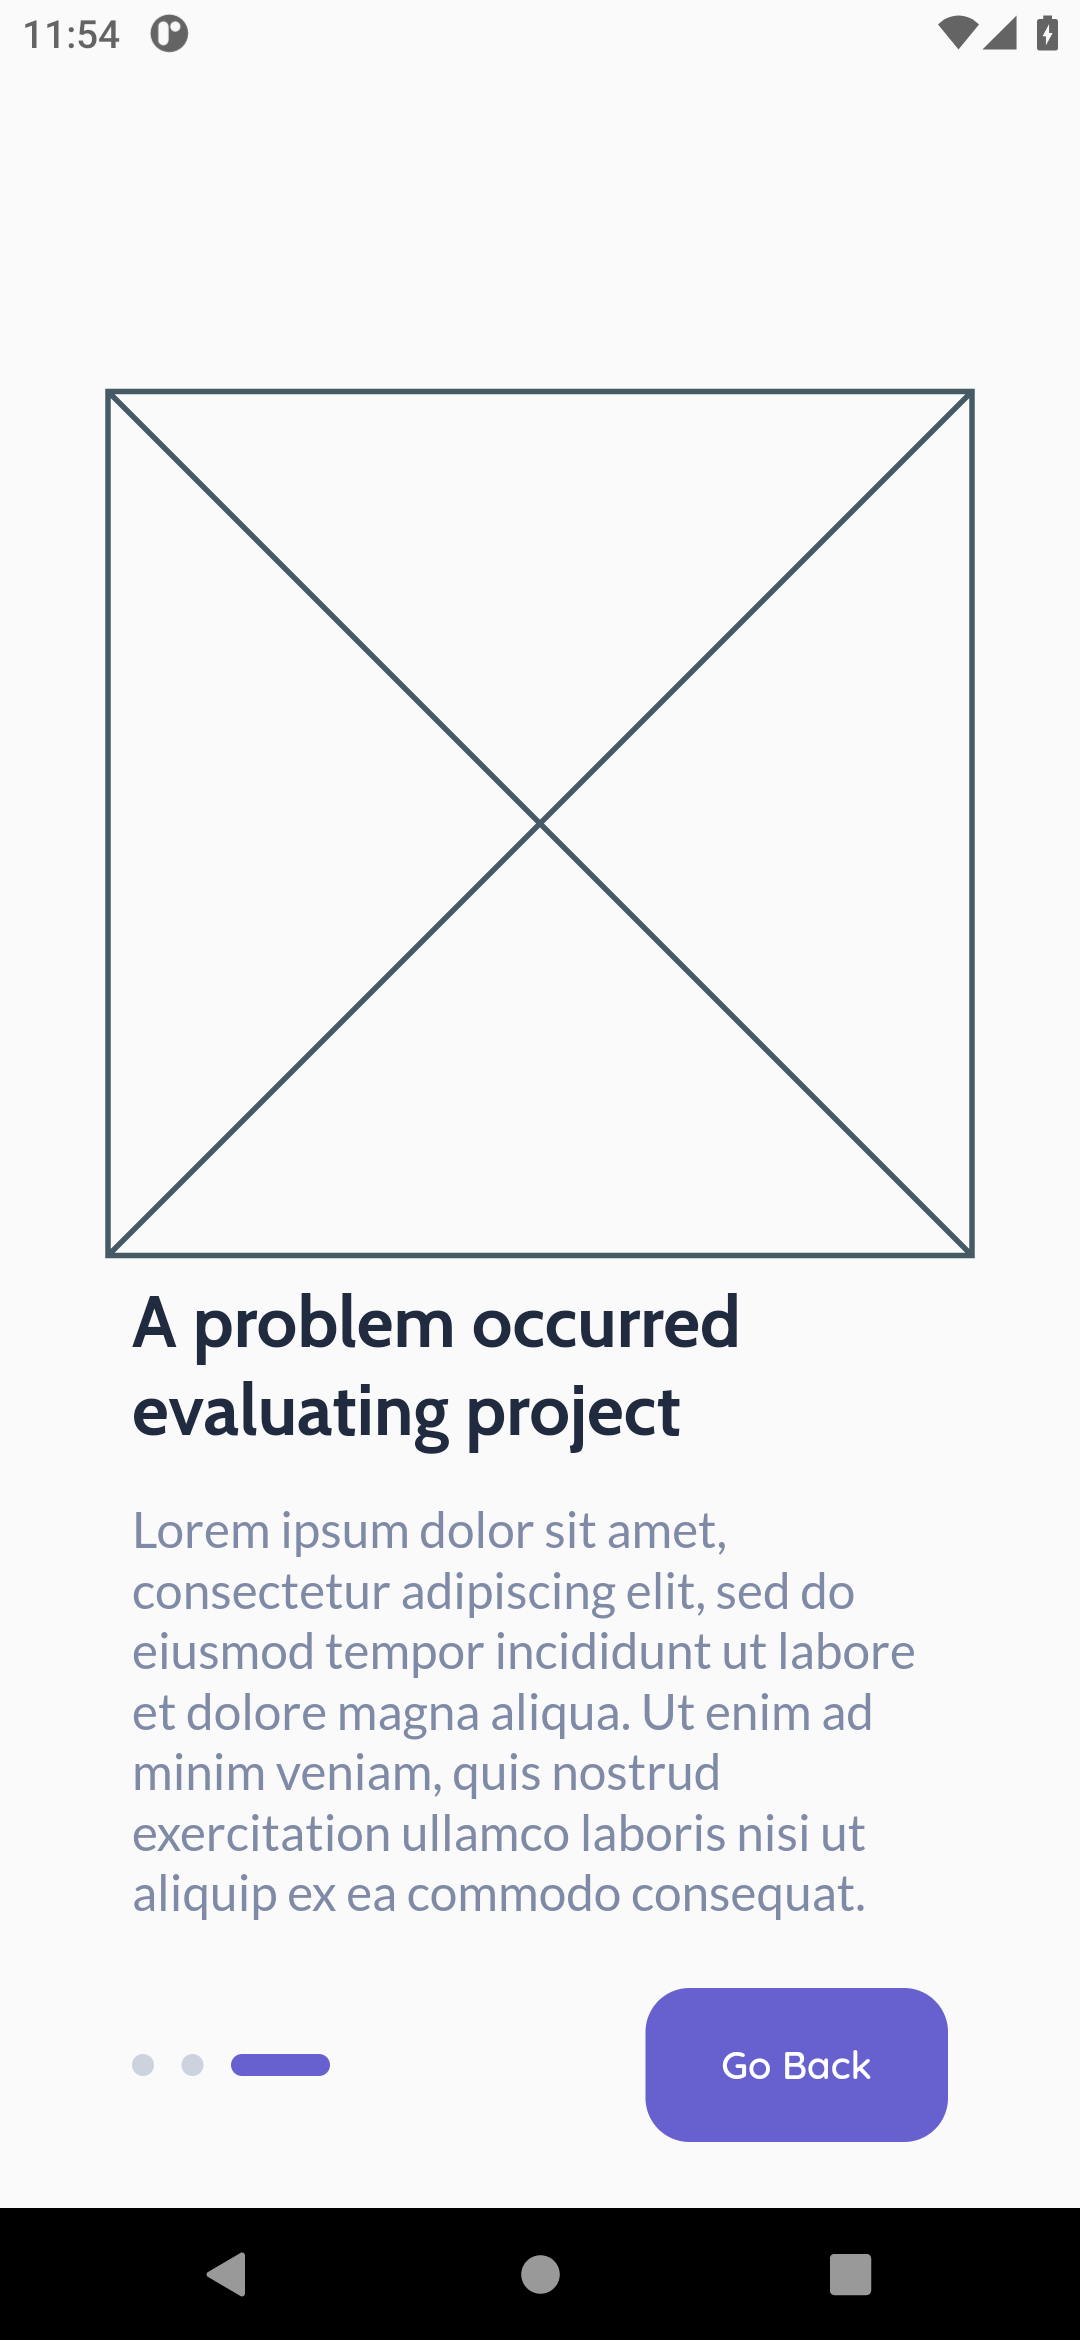 11:54
A problem occurred
evaluating project
Lorem ipsum dolor sit amet,
consectetur adipiscing elit, sed do
eiusmod tempor incididunt ut labore
et dolore magna aliqua. Ut enim ad
minim veniam, quis nostrud
exercitation ullamco laboris nisi ut
aliquip ex ea commodo consequat.
Go Back